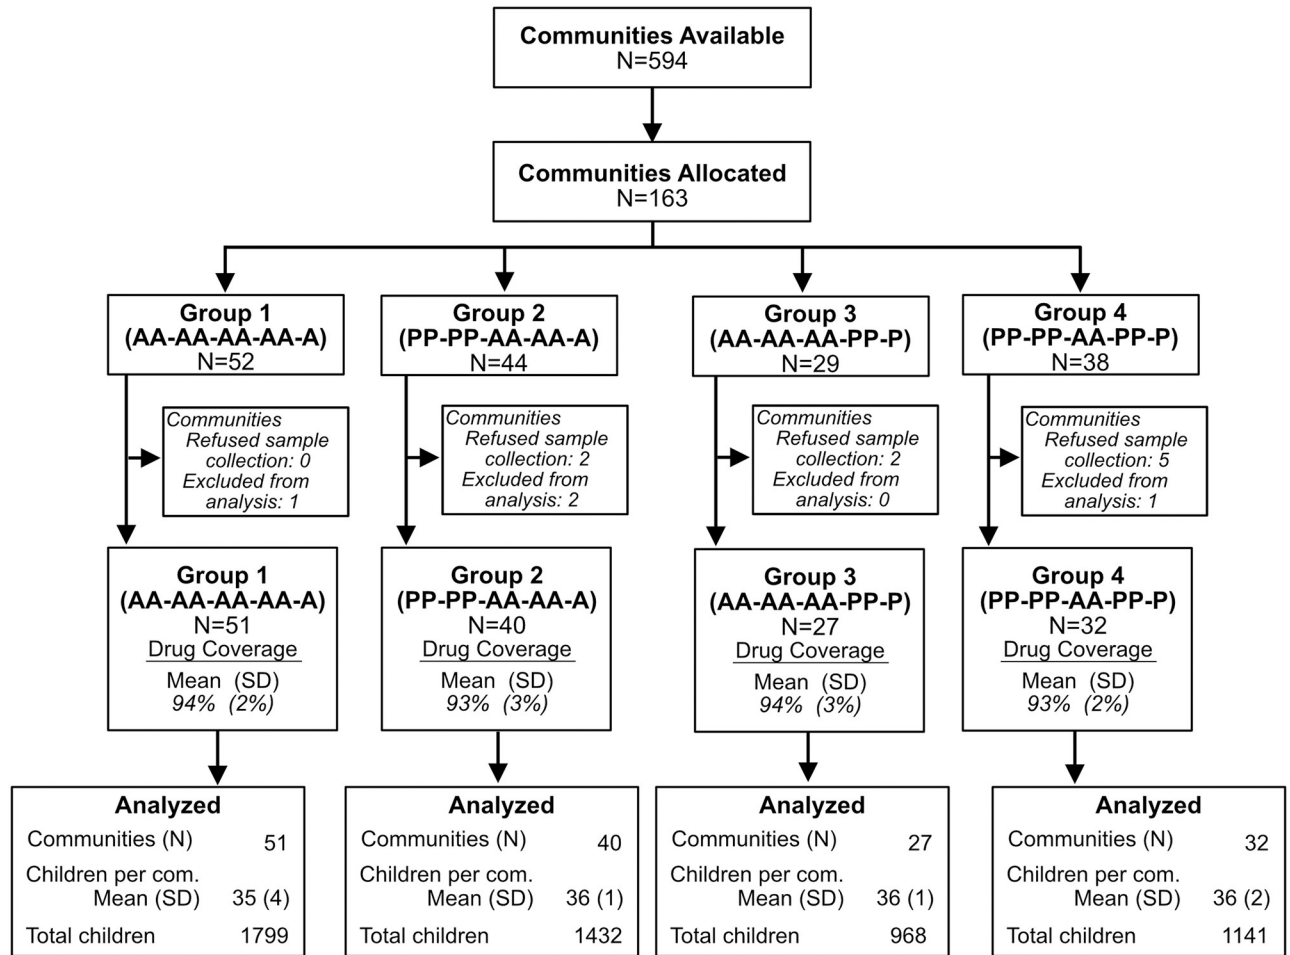 Communities Available
N=594
Communities Allocated
N=163
Group 1
(AA-AA-AA-AA-A)
N=52
Group 2
(PP-PP-AA-AA-A)
N=44
Group 3
(AA-AA-AA-PP-P)
N=29
Group 4
(PP-PP-AA-PP-P)
N=38
Communities
Refused sample
collection: 0
Excluded from
analysis: 1
Communities
Refused sample
collection: 2
Excluded from
analysis: 2
Communities
Refused sample
collection: 2
Excluded from
analysis: 0
Communities
Refused sample
collection: 5
Excluded from
analysis: 1
Group 1
(AA-AA-AA-AA-A)
N=51
Drug Coverage
Mean (SD)
94% (2%)
Group 2
(PP-PP-AA-AA-A)
N=40
Drug Coverage
Mean (SD)
93% (3%)
Group 3
(AA-AA-AA-PP-P)
N=27
Drug Coverage
Mean (SD)
94% (3%)
Group 4
(PP-PP-AA-PP-P)
N=32
Drug Coverage
Mean (SD)
93% (2%)
Analyzed
Communities (N) 51
Children per com.
Mean (SD) 35 (4)
Total children 1799
Analyzed
Communities (N) 40
Children per com.
Mean (SD) 36 (1)
Total children 1432
Analyzed
Communities (N) 27
Children per com.
Mean (SD) 36 (1)
Total children 968
Analyzed
Communities (N) 32
Children per com.
Mean (SD) 36 (2)
Total children 1141